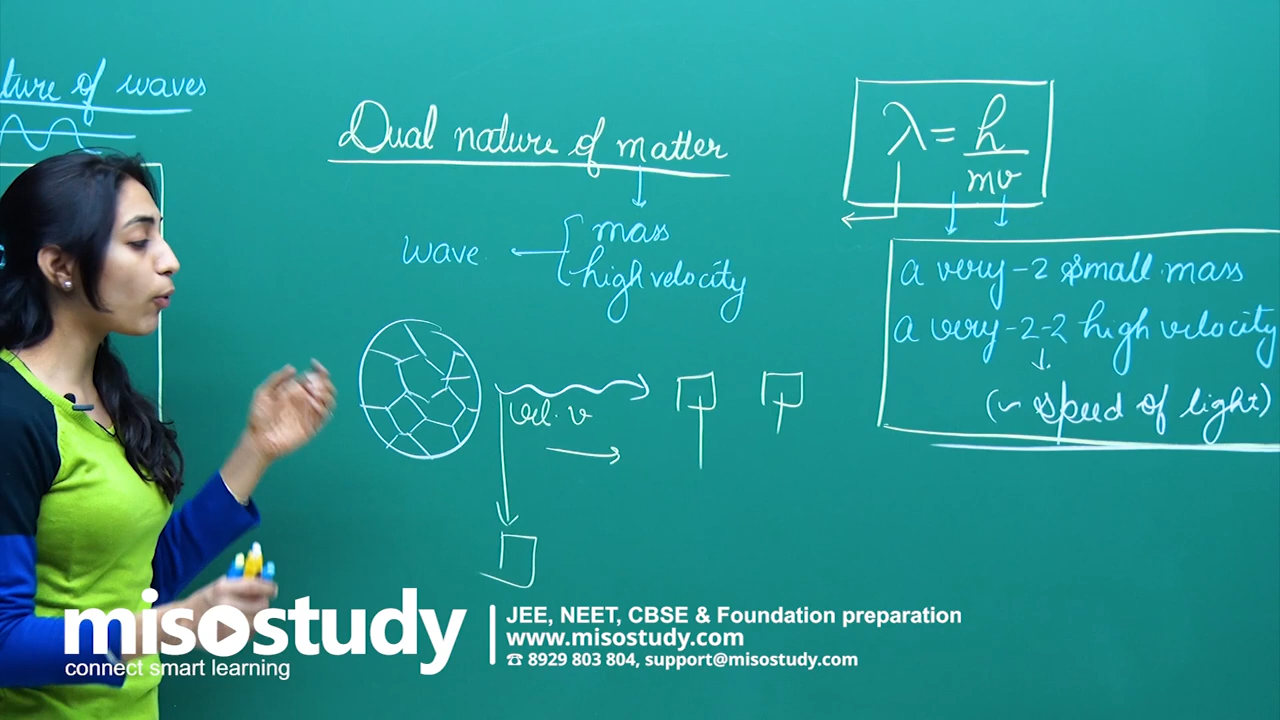 ture of waves
Dual nature of matter
wave
mass
high velocity
λ = h
mv
a very-2 small mass
a very-2-2 high velocity
(~ speed of light)
vel. v
misostudy
connect smart learning
JEE, NEET, CBSE & Foundation preparation
www.misostudy.com
☎ 8929 803 804, support@misostudy.com